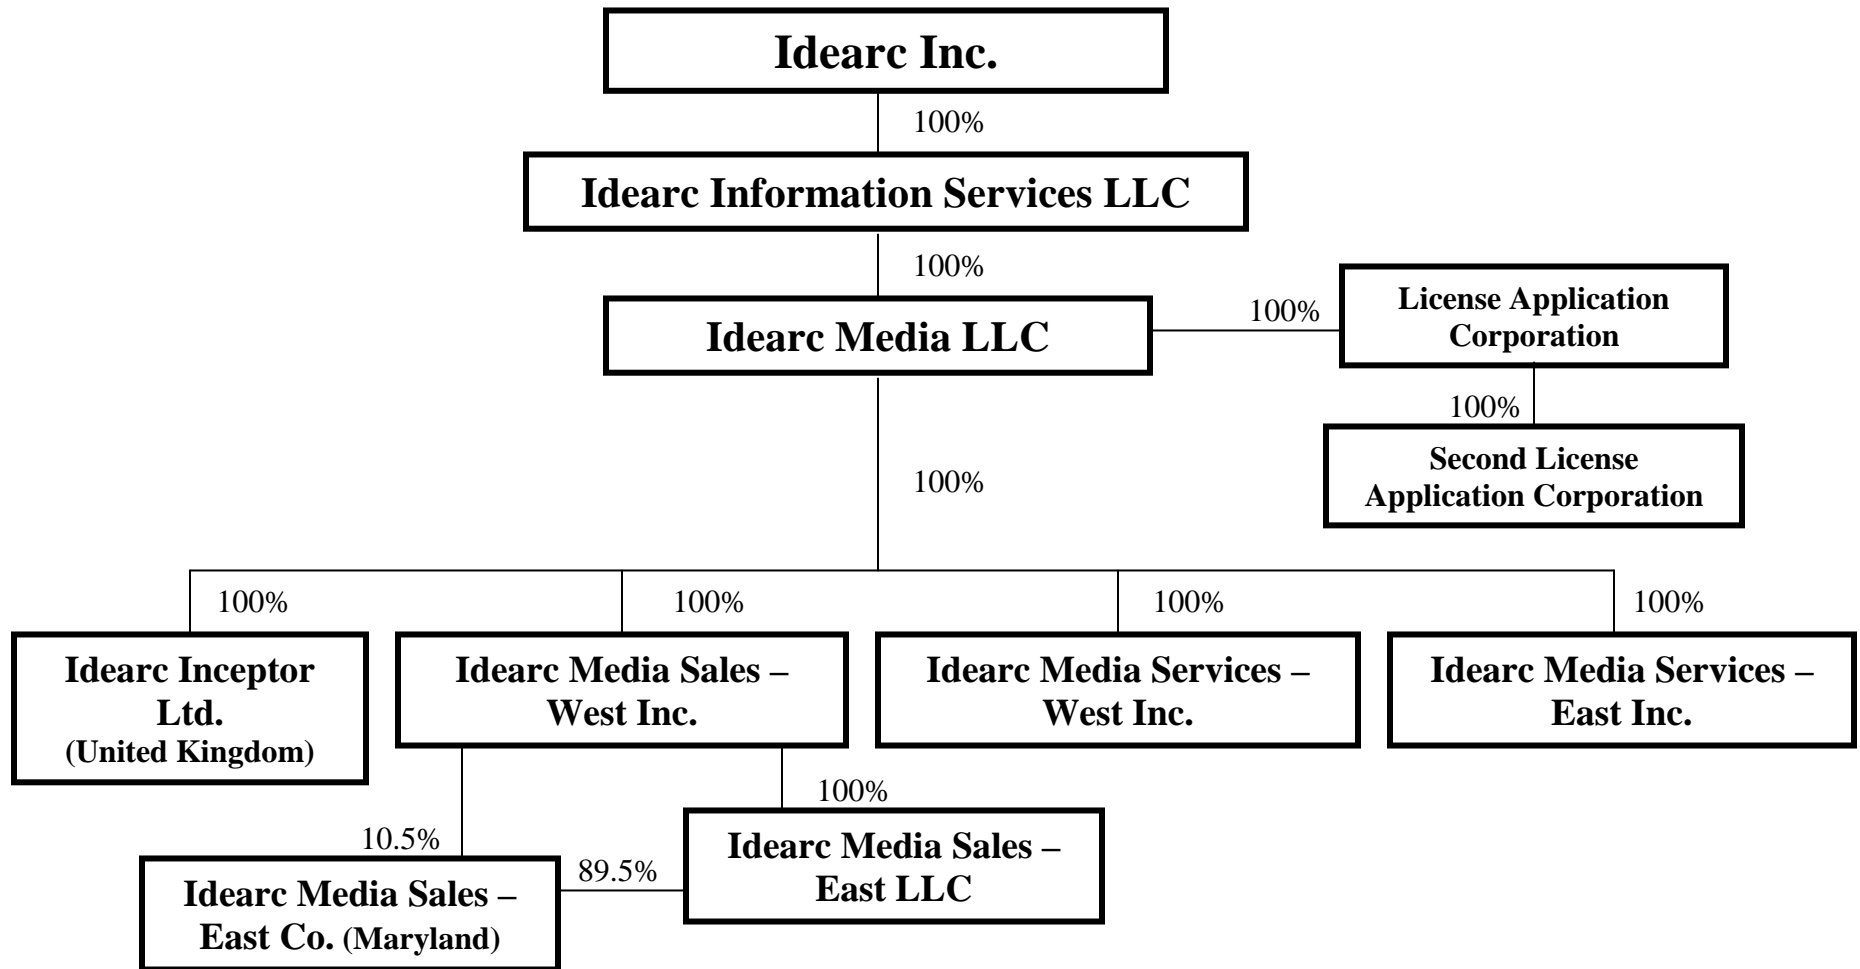 Idearc Inc.
100%
Idearc Information Services LLC
100%
Idearc Media LLC
100%
License Application
Corporation
100%
Second License
Application Corporation
100%
100%
100%
100%
100%
Idearc Inceptor
Ltd.
(United Kingdom)
Idearc Media Sales –
West Inc.
Idearc Media Services –
West Inc.
Idearc Media Services –
East Inc.
100%
10.5%
89.5%
Idearc Media Sales –
East LLC
Idearc Media Sales –
East Co. (Maryland)